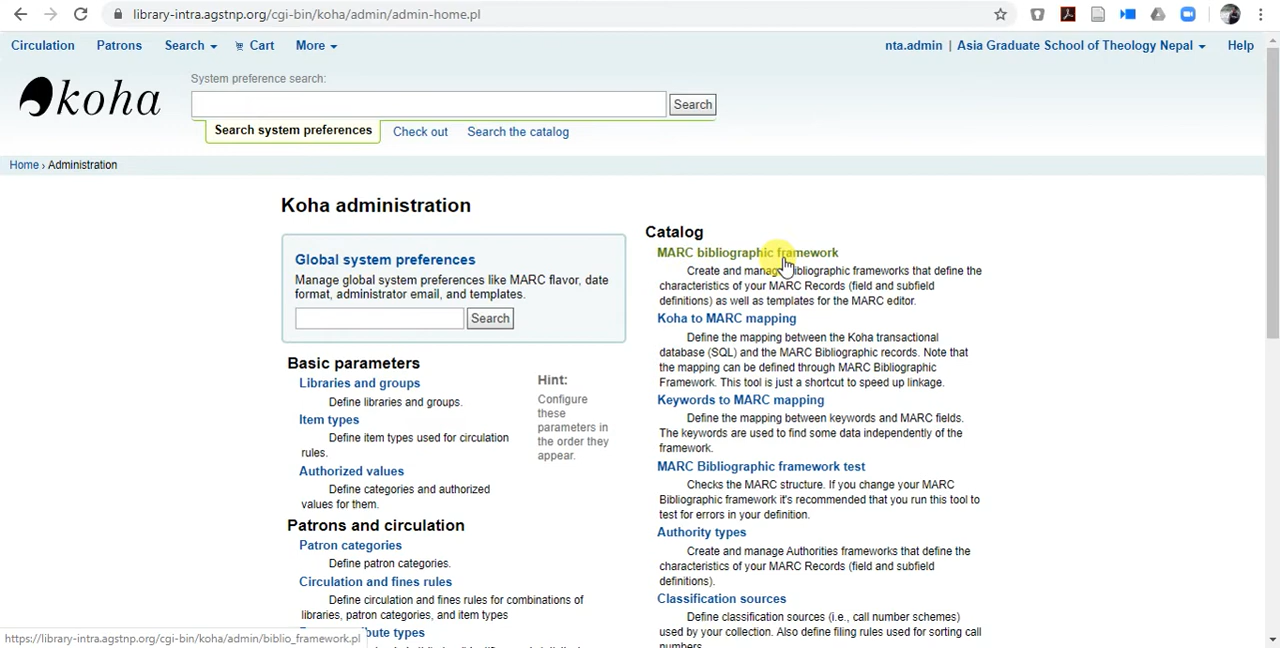 library-intra.agstnp.org/cgi-bin/koha/admin/admin-home.pl
Circulation Patrons Search Cart More nta.admin | Asia Graduate School of Theology Nepal Help
System preference search:
koha
Search
Search system preferences Check out Search the catalog
Home › Administration
Koha administration
Global system preferences
Manage global system preferences like MARC flavor, date
format, administrator email, and templates.
Search
Basic parameters
Libraries and groups
Define libraries and groups.
Item types
Define item types used for circulation
rules.
Authorized values
Define categories and authorized
values for them.
Hint:
Configure
these
parameters in
the order they
appear.
Patrons and circulation
Patron categories
Define patron categories.
Circulation and fines rules
Define circulation and fines rules for combinations of
libraries, patron categories, and item types
bute types
Catalog
MARC bibliographic framework
Create and manage bibliographic frameworks that define the
characteristics of your MARC Records (field and subfield
definitions) as well as templates for the MARC editor.
Koha to MARC mapping
Define the mapping between the Koha transactional
database (SQL) and the MARC Bibliographic records. Note that
the mapping can be defined through MARC Bibliographic
Framework. This tool is just a shortcut to speed up linkage.
Keywords to MARC mapping
Define the mapping between keywords and MARC fields.
The keywords are used to find some data independently of the
framework.
MARC Bibliographic framework test
Checks the MARC structure. If you change your MARC
Bibliographic framework it's recommended that you run this tool to
test for errors in your definition.
Authority types
Create and manage Authorities frameworks that define the
characteristics of your MARC Records (field and subfield
definitions).
Classification sources
Define classification sources (i.e., call number schemes)
used by your collection. Also define filing rules used for sorting call
numbers.
https://library-intra.agstnp.org/cgi-bin/koha/admin/biblio_framework.pl